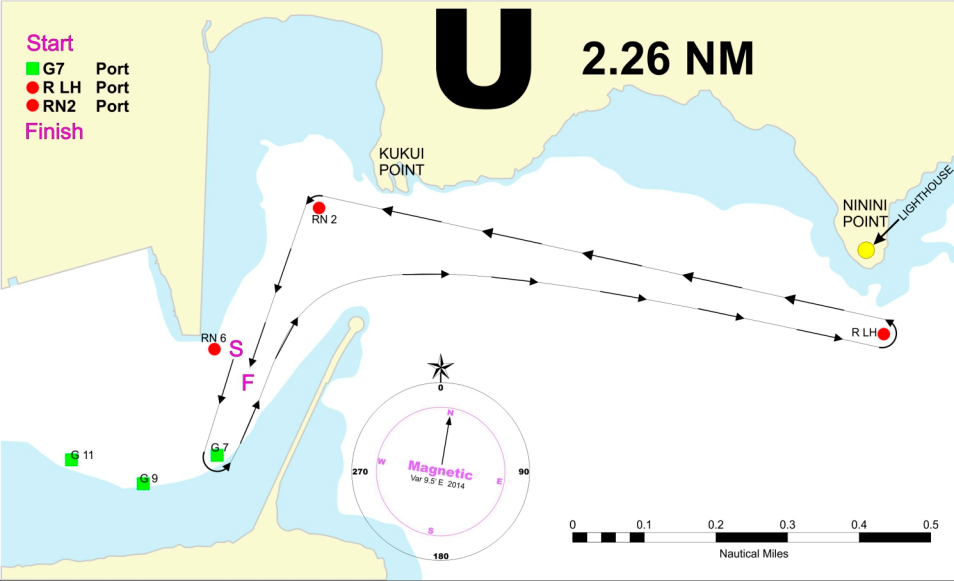 U
2.26 NM
Start
G7 Port
R LH Port
RN2 Port
Finish
KUKUI
POINT
NININI
POINT
LIGHTHOUSE
RN 2
R LH
RN 6
S
F
G 7
G 11
G 9
0
N
W
E
S
270
90
180
Magnetic
Var 9.5' E 2014
0 0.1 0.2 0.3 0.4 0.5
Nautical Miles